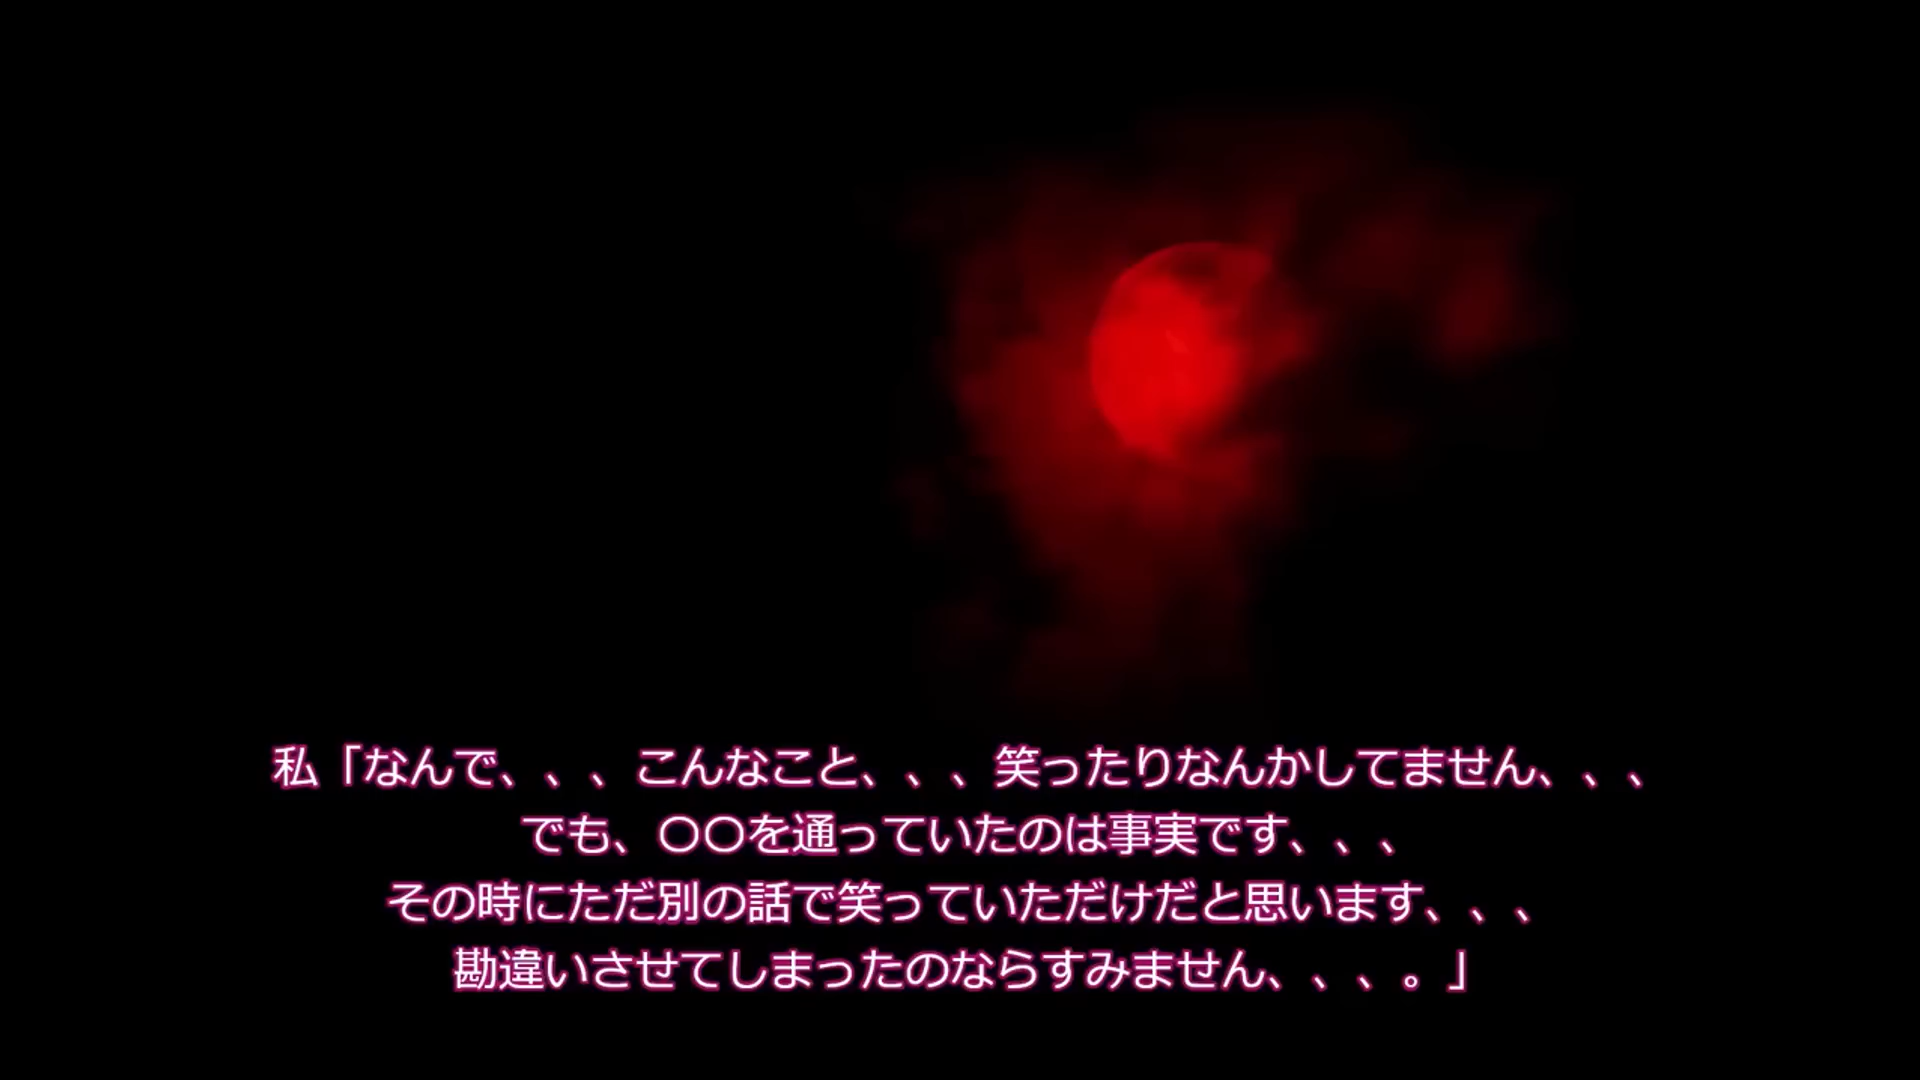 私「なんで、、、こんなこと、、、笑ったりなんかしてません、、、
でも、〇〇を通っていたのは事実です、、、
その時にただ別の話で笑っていただけだと思います、、、
勘違いさせてしまったのならすみません、、、。」